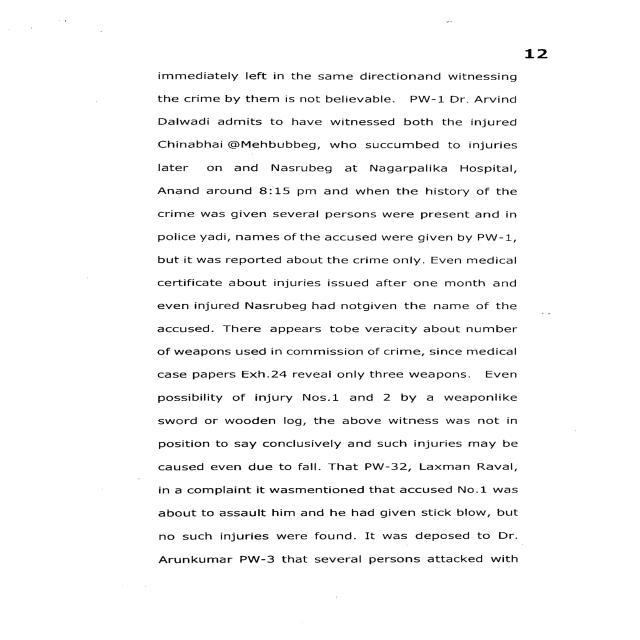 12
immediately left in the same directionand witnessing
the crime by them is not believable. PW-1 Dr. Arvind
Dalwadi admits to have witnessed both the injured
Chinabhai @Mehbubbeg, who succumbed to injuries
later on and Nasrubeg at Nagarpalika Hospital,
Anand around 8:15 pm and when the history of the
crime was given several persons were present and in
police yadi, names of the accused were given by PW-1,
but it was reported about the crime only. Even medical
certificate about injuries issued after one month and
even injured Nasrubeg had notgiven the name of the
accused. There appears tobe veracity about number
of weapons used in commission of crime, since medical
case papers Exh.24 reveal only three weapons. Even
possibility of injury Nos.1 and 2 by a weaponlike
sword or wooden log, the above witness was not in
position to say conclusively and such injuries may be
caused even due to fall. That PW-32, Laxman Raval,
in a complaint it wasmentioned that accused No.1 was
about to assault him and he had given stick blow, but
no such injuries were found. It was deposed to Dr.
Arunkumar PW-3 that several persons attacked with